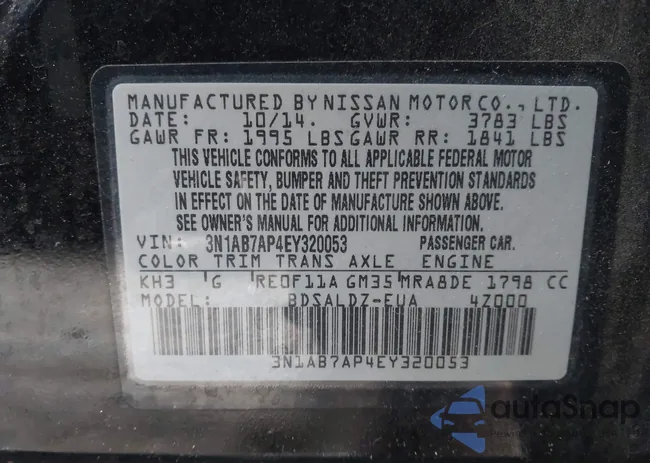 MANUFACTURED BY NISSAN MOTOR CO., LTD.
DATE: 10/14. GVWR: 3783 LBS
GAWR FR: 1995 LBS GAWR RR: 1841 LBS
THIS VEHICLE CONFORMS TO ALL APPLICABLE FEDERAL MOTOR
VEHICLE SAFETY, BUMPER AND THEFT PREVENTION STANDARDS
IN EFFECT ON THE DATE OF MANUFACTURE SHOWN ABOVE.
SEE OWNER'S MANUAL FOR ADDITIONAL INFORMATION.
VIN: 3N1AB7AP4EY320053 PASSENGER CAR.
COLOR TRIM TRANS AXLE ENGINE
KH3 G RE0F11A GM35 MRA8DE 1798 CC
MODEL: BDSALDZ-EUA 4Z000
3N1AB7AP4EY320053
autoSnap